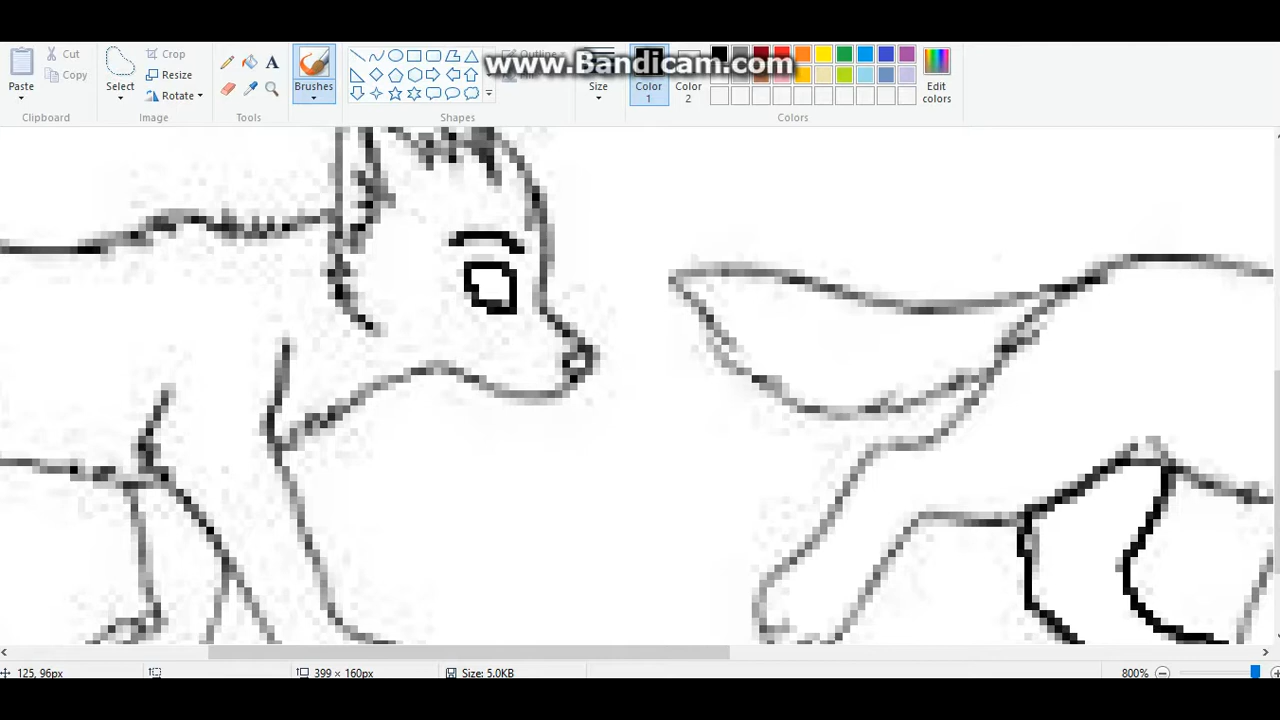 www.Bandicam.com
Cut
Copy
Paste
Clipboard
Crop
Resize
Rotate
Select
Image
Tools
Brushes
Shapes
Outline
Size
Color
1
Color
2
Edit
colors
Colors
125, 96px
399 × 160px
Size: 5.0KB
800%